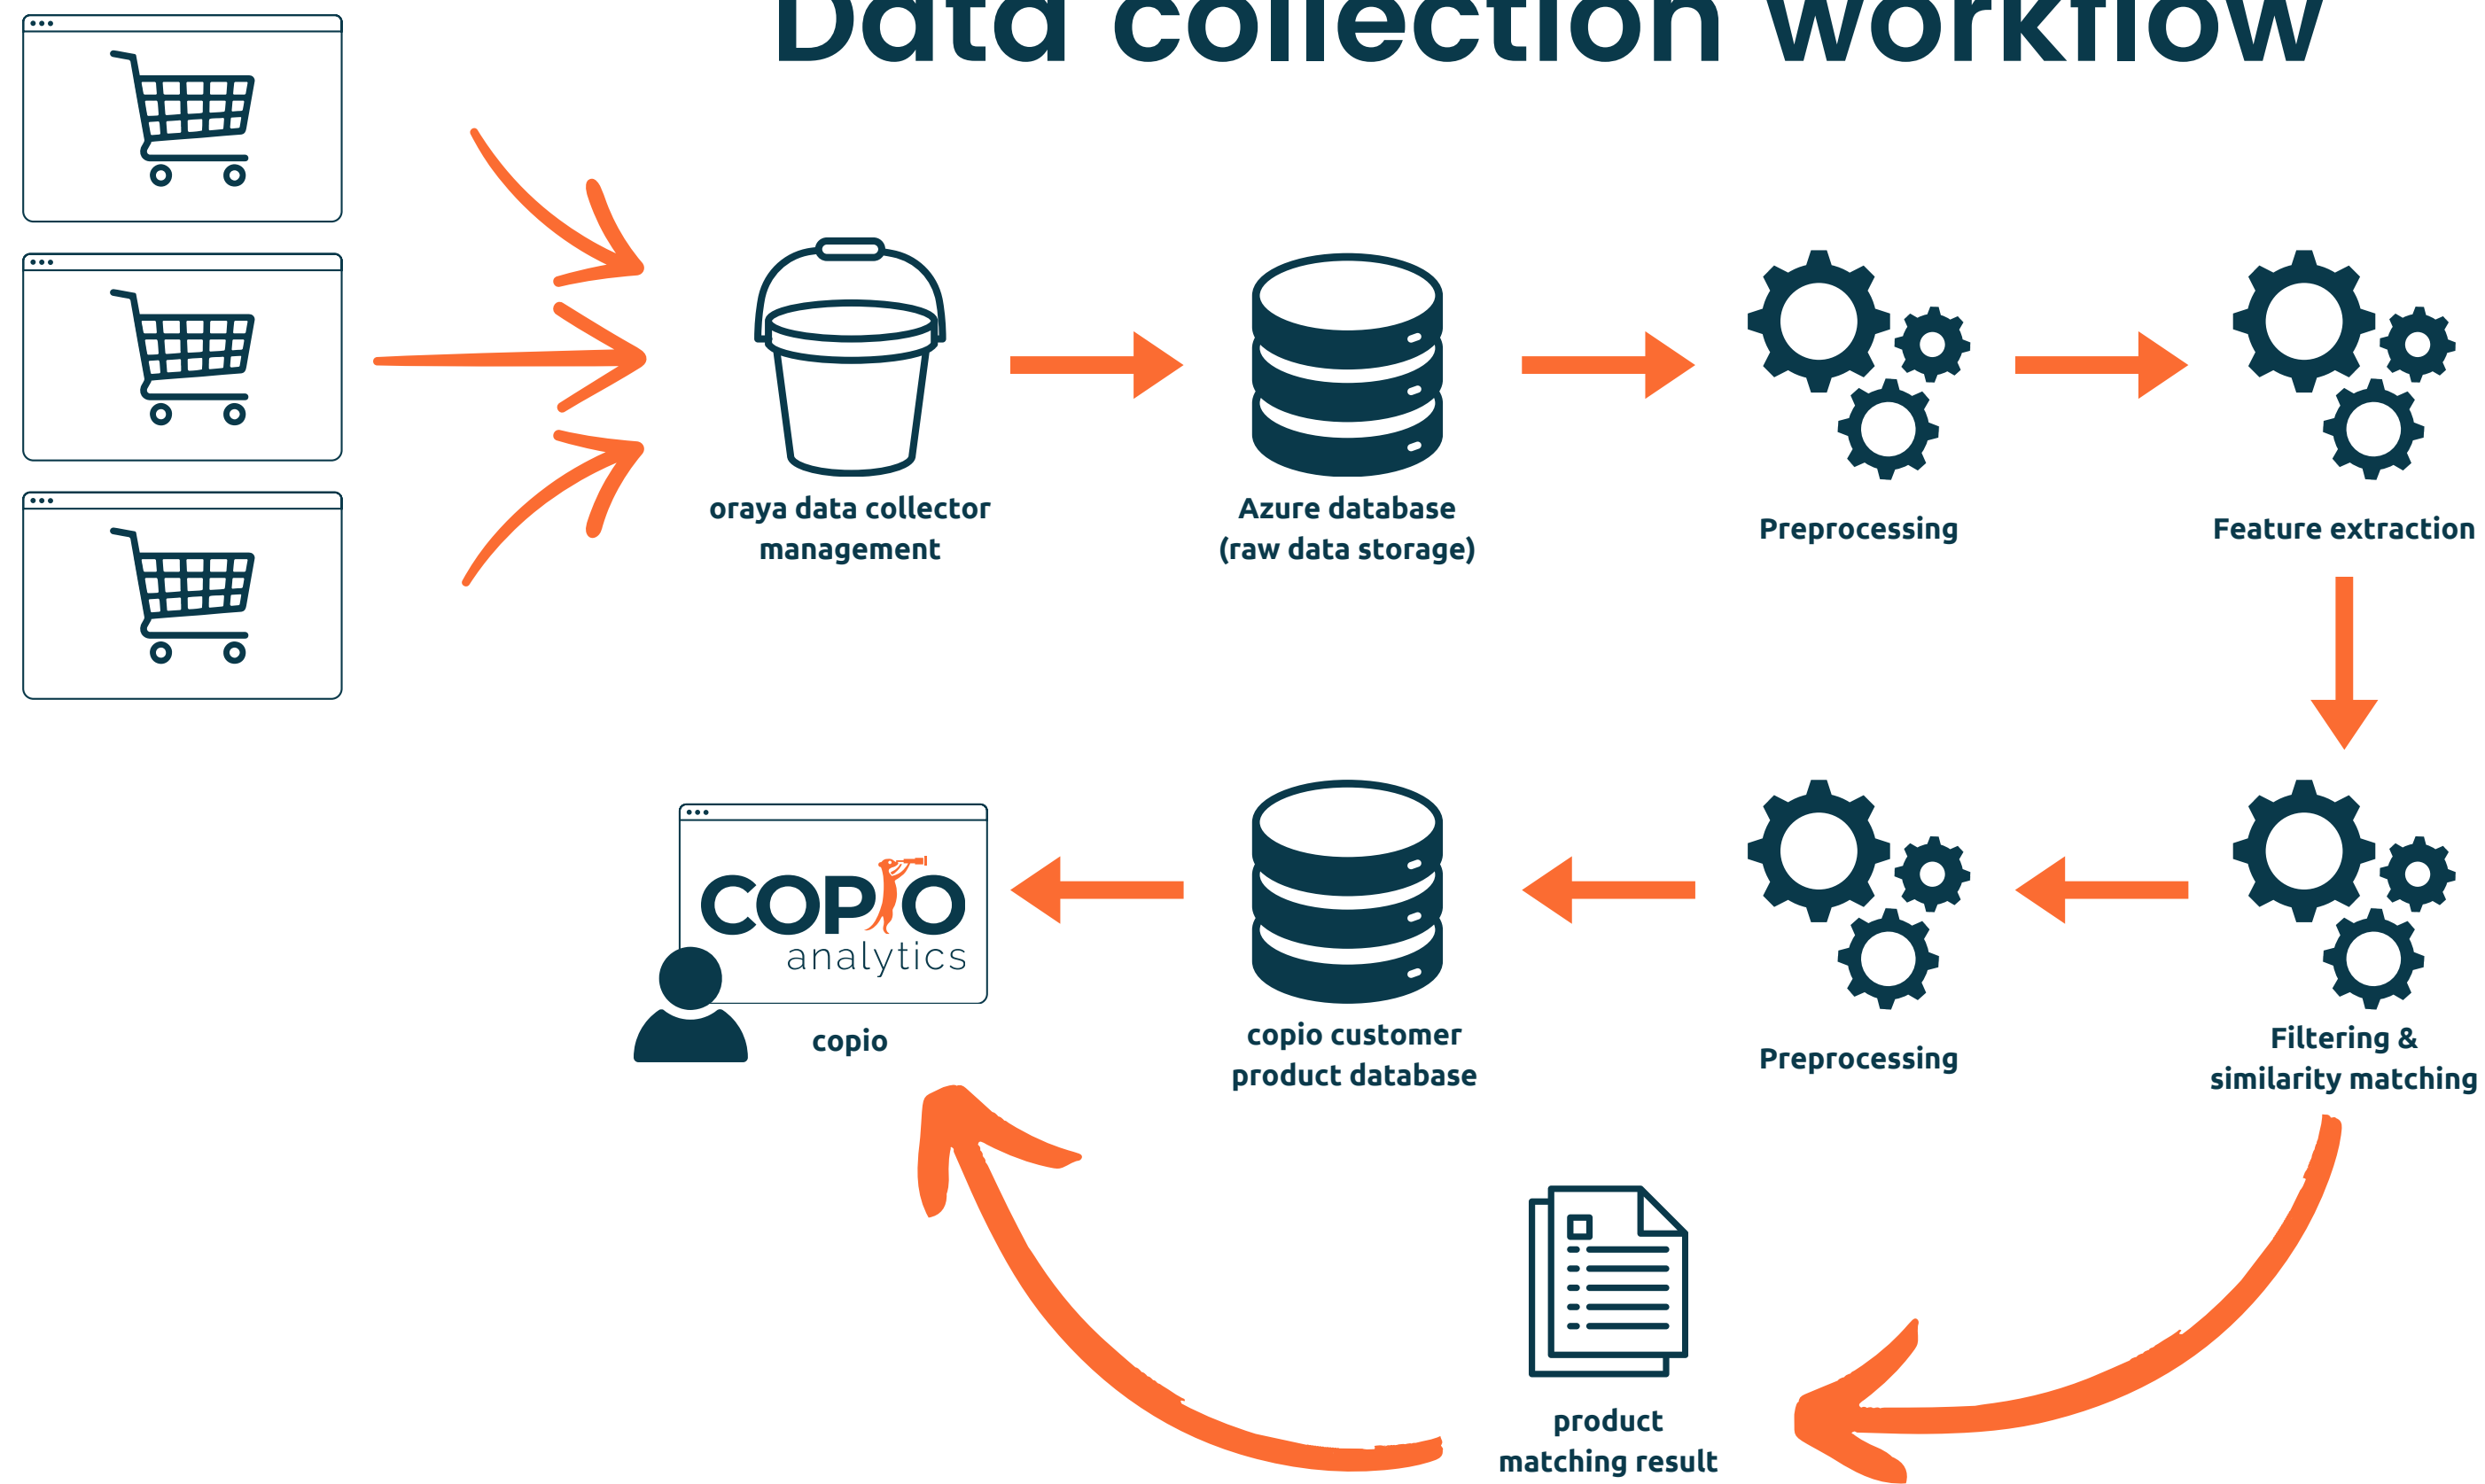 Data collection workflow
oraya data collector
management
Azure database
(raw data storage)
Preprocessing
Feature extraction
COPIO
analytics
copio
copio customer
product database
Preprocessing
Filtering &
similarity matching
product
matching result